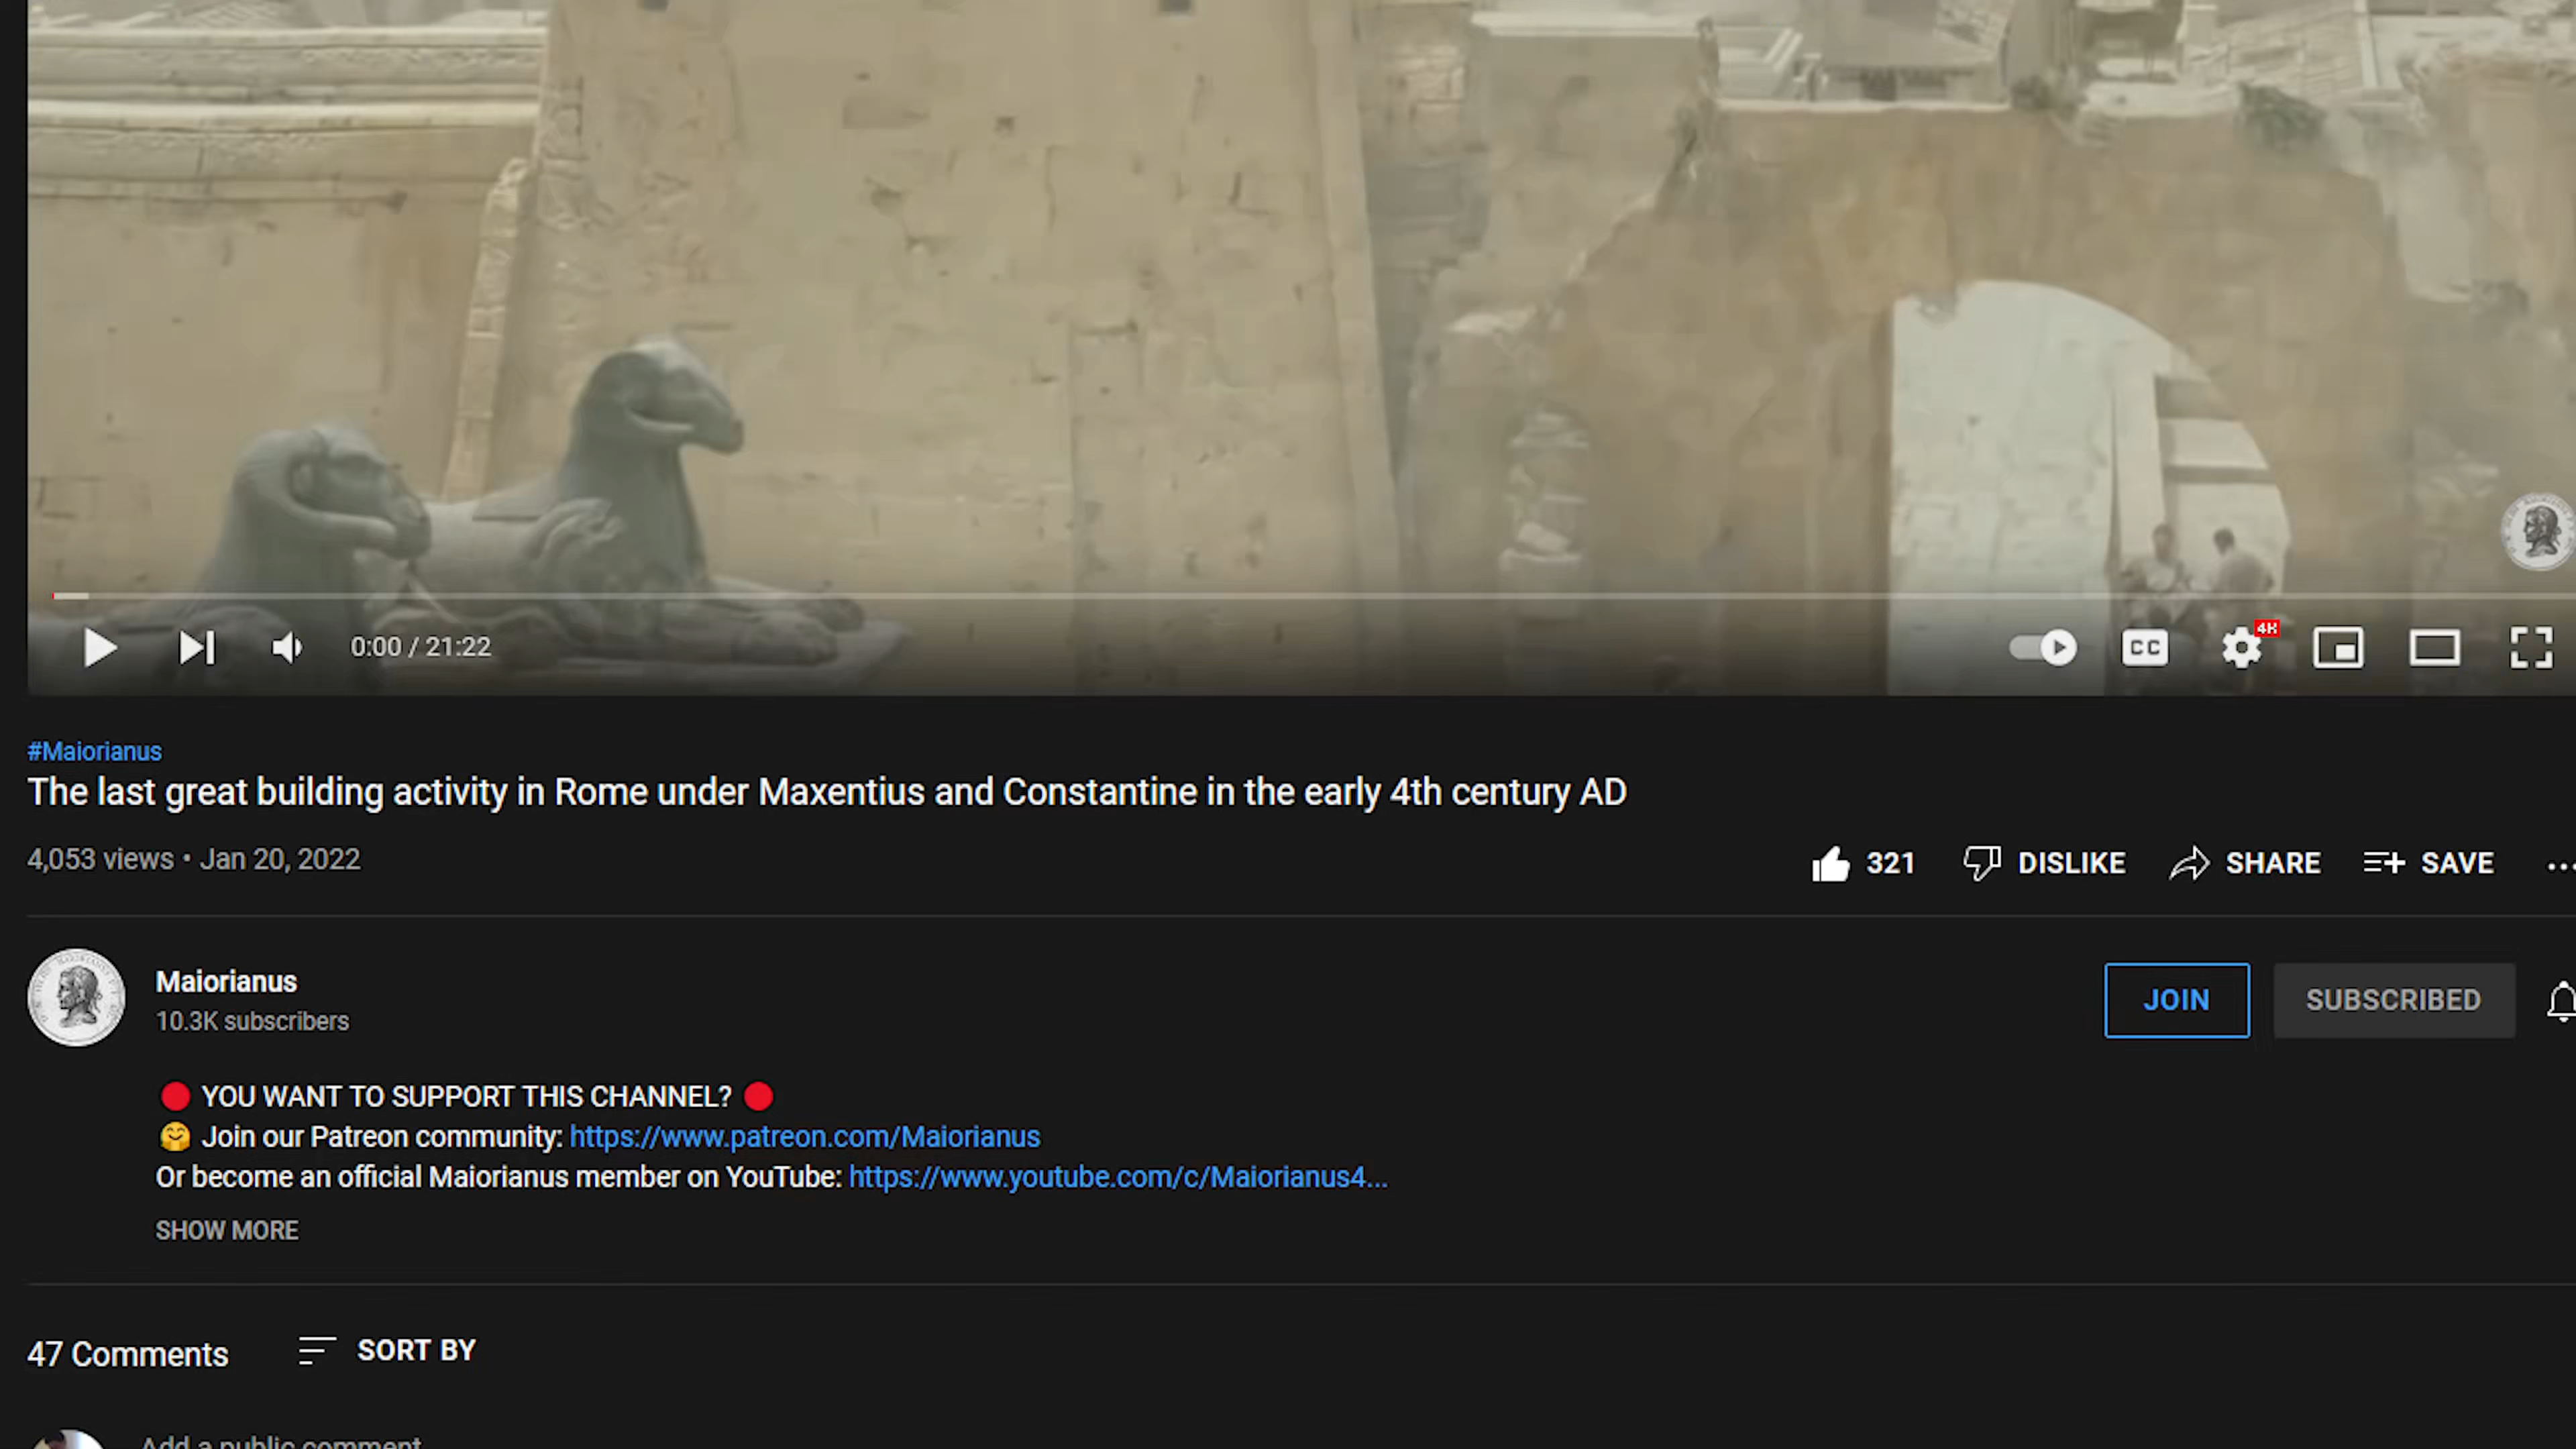 0:00 / 21:22
CC
4K
#Maiorianus
The last great building activity in Rome under Maxentius and Constantine in the early 4th century AD
4,053 views • Jan 20, 2022
321 DISLIKE SHARE SAVE ...
Maiorianus
10.3K subscribers
JOIN SUBSCRIBED
🔴 YOU WANT TO SUPPORT THIS CHANNEL? 🔴
🤗 Join our Patreon community: https://www.patreon.com/Maiorianus
Or become an official Maiorianus member on YouTube: https://www.youtube.com/c/Maiorianus4...
SHOW MORE
47 Comments SORT BY
Add a public comment